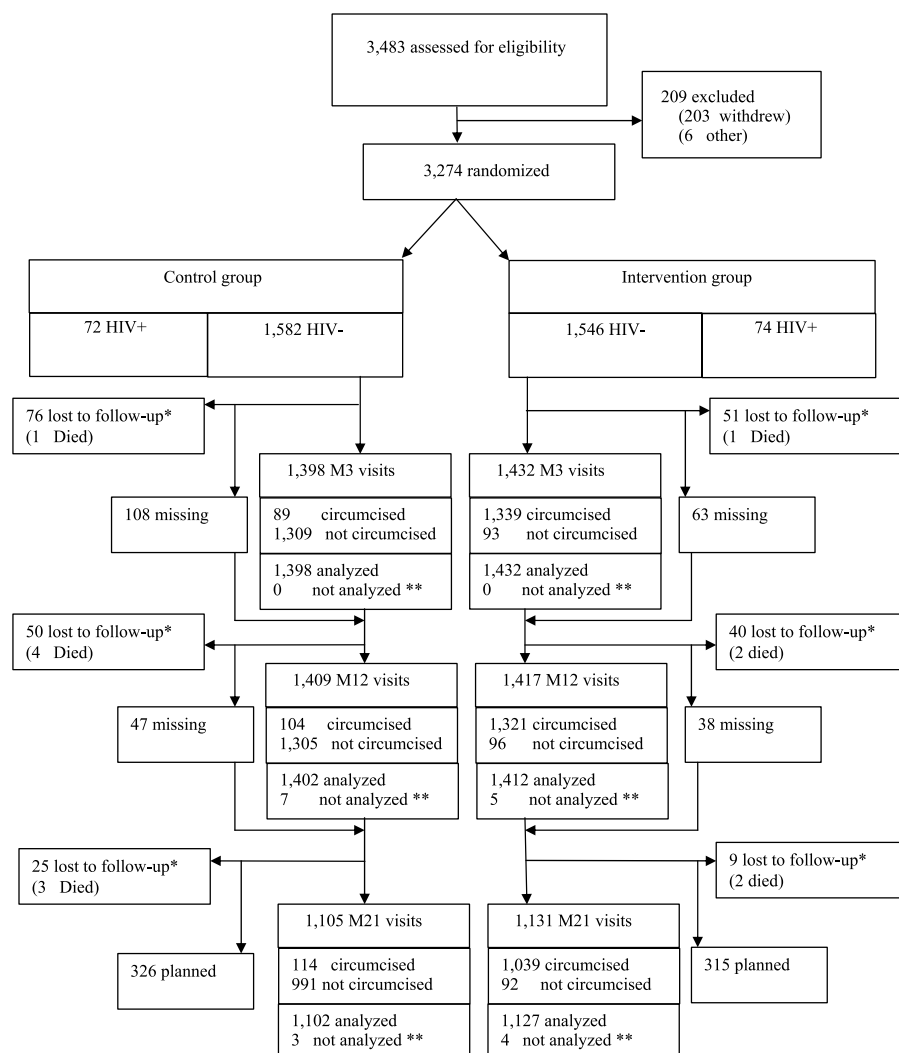 3,483 assessed for eligibility
209 excluded
(203 withdrew)
(6 other)
3,274 randomized
Control group
72 HIV+
1,582 HIV-
Intervention group
1,546 HIV-
74 HIV+
76 lost to follow-up*
(1 Died)
51 lost to follow-up*
(1 Died)
108 missing
1,398 M3 visits
89 circumcised
1,309 not circumcised
1,398 analyzed
0 not analyzed **
1,432 M3 visits
1,339 circumcised
93 not circumcised
1,432 analyzed
0 not analyzed **
63 missing
50 lost to follow-up*
(4 Died)
40 lost to follow-up*
(2 died)
47 missing
1,409 M12 visits
104 circumcised
1,305 not circumcised
1,402 analyzed
7 not analyzed **
1,417 M12 visits
1,321 circumcised
96 not circumcised
1,412 analyzed
5 not analyzed **
38 missing
25 lost to follow-up*
(3 Died)
9 lost to follow-up*
(2 died)
326 planned
1,105 M21 visits
114 circumcised
991 not circumcised
1,102 analyzed
3 not analyzed **
1,131 M21 visits
1,039 circumcised
92 not circumcised
1,127 analyzed
4 not analyzed **
315 planned